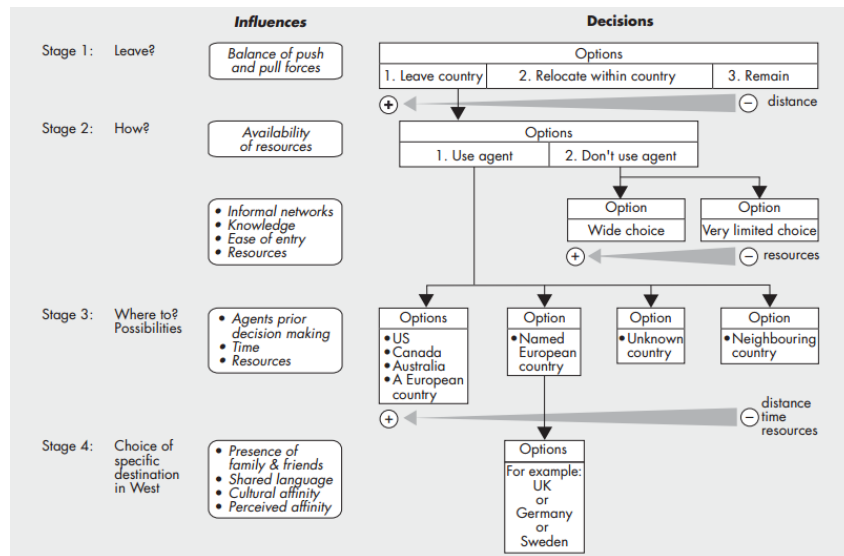 Influences
Decisions
Stage 1:
Leave?
Balance of push
and pull forces
Options
1. Leave country
2. Relocate within country
3. Remain
+
−
distance
Stage 2:
How?
Availability
of resources
Options
1. Use agent
2. Don't use agent
• Informal networks
• Knowledge
• Ease of entry
• Resources
Option
Wide choice
Option
Very limited choice
+
−
resources
Stage 3:
Where to?
Possibilities
• Agents prior
decision making
• Time
• Resources
Options
• US
• Canada
• Australia
• A European
country
Option
• Named
European
country
Option
• Unknown
country
Option
• Neighbouring
country
+
−
distance
time
resources
Stage 4:
Choice of
specific
destination
in West
• Presence of
family & friends
• Shared language
• Cultural affinity
• Perceived affinity
Options
For example:
UK
or
Germany
or
Sweden